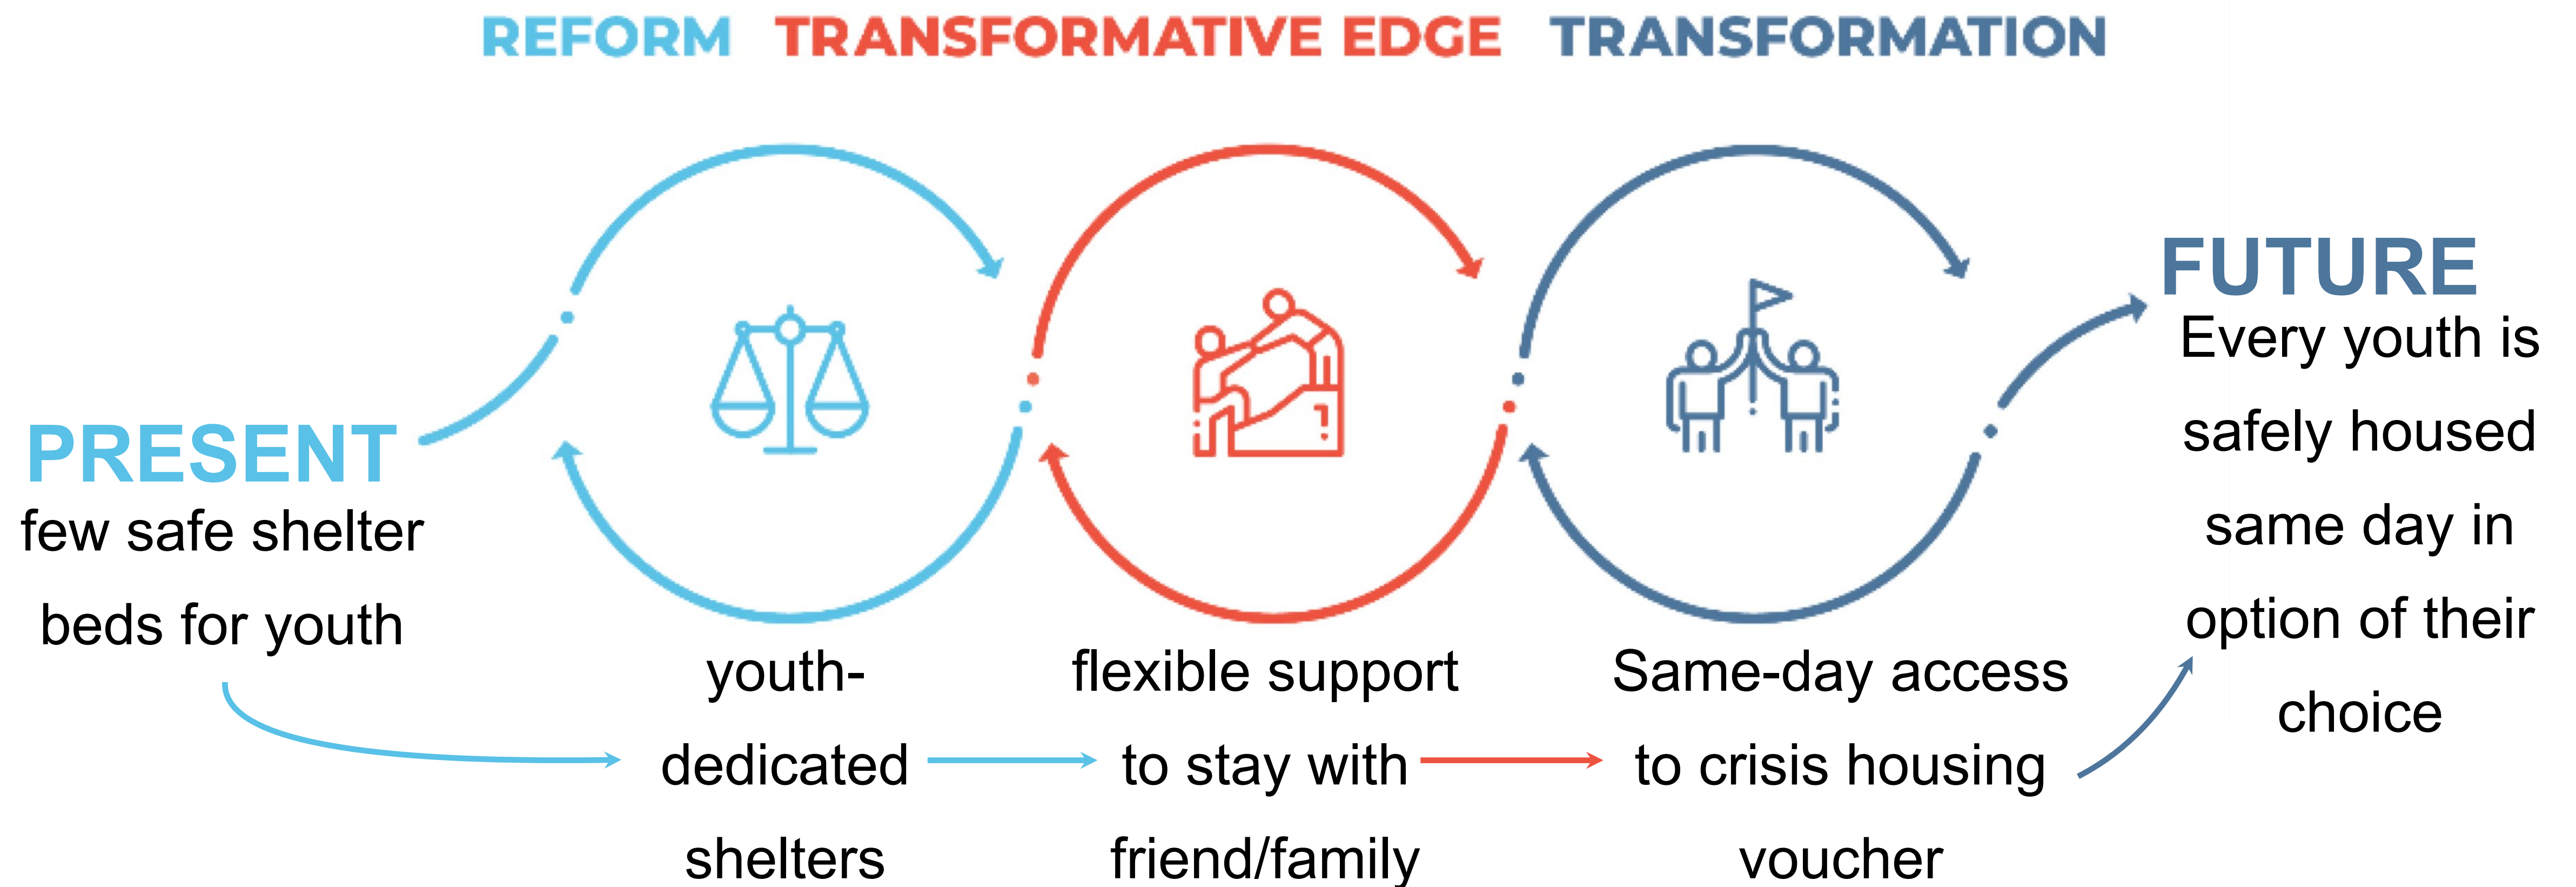 REFORM TRANSFORMATIVE EDGE TRANSFORMATION
PRESENT
few safe shelter
beds for youth
youth-
dedicated
shelters
flexible support
to stay with
friend/family
Same-day access
to crisis housing
voucher
FUTURE
Every youth is
safely housed
same day in
option of their
choice